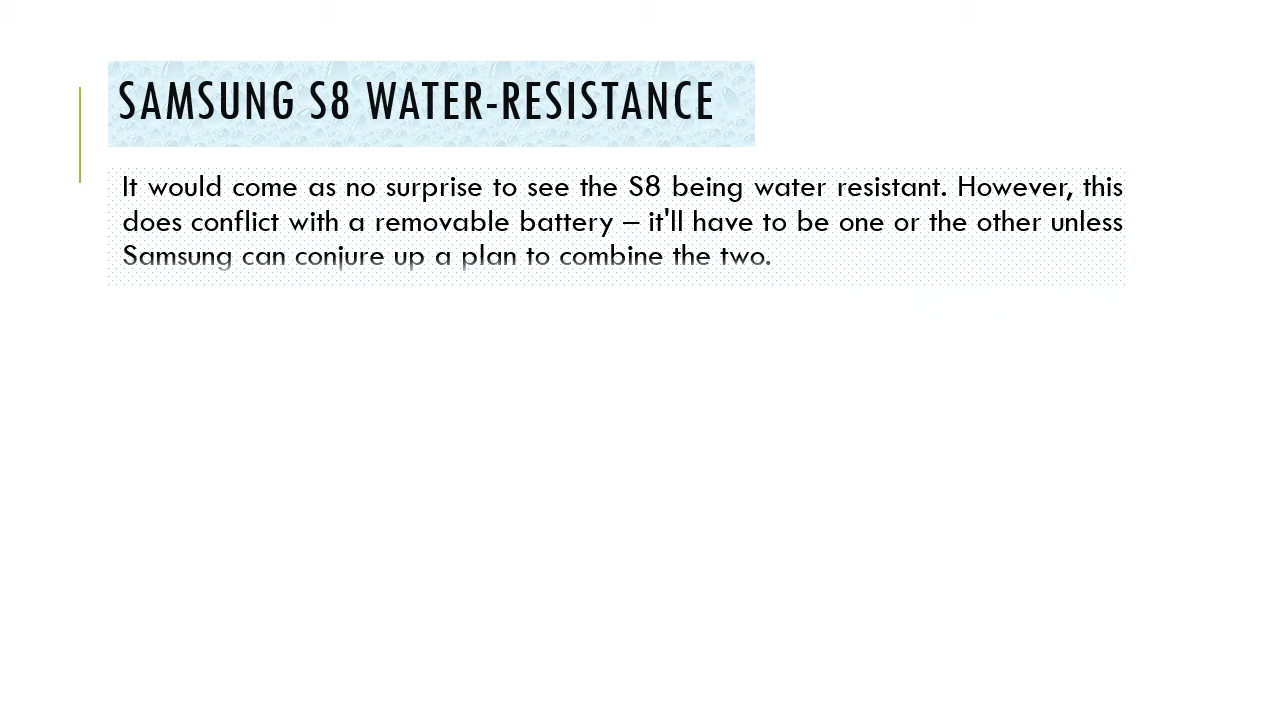 SAMSUNG S8 WATER-RESISTANCE
It would come as no surprise to see the S8 being water resistant. However, this
does conflict with a removable battery – it'll have to be one or the other unless
Samsung can conjure up a plan to combine the two.